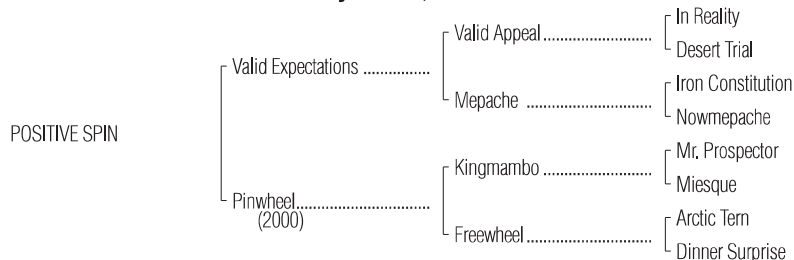 In Reality
Valid Appeal ..................
Desert Trial
Valid Expectations ................
Iron Constitution
Mepache .....................
Nowmepache
POSITIVE SPIN
Mr. Prospector
Kingmambo ..................
Miesque
Pinwheel.................................
(2000)
Arctic Tern
Freewheel.....................
Dinner Surprise